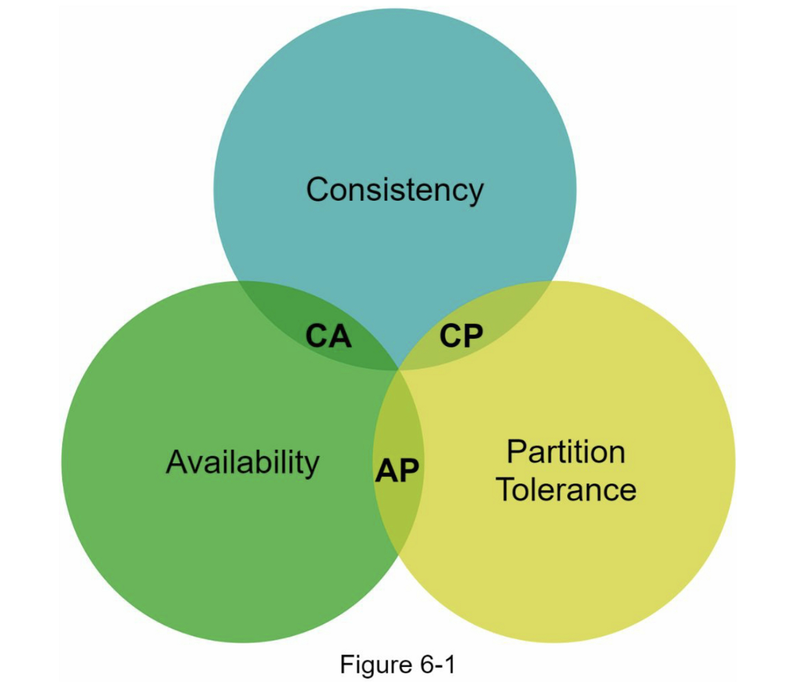 Consistency
CA
CP
Availability
AP
Partition
Tolerance
Figure 6-1